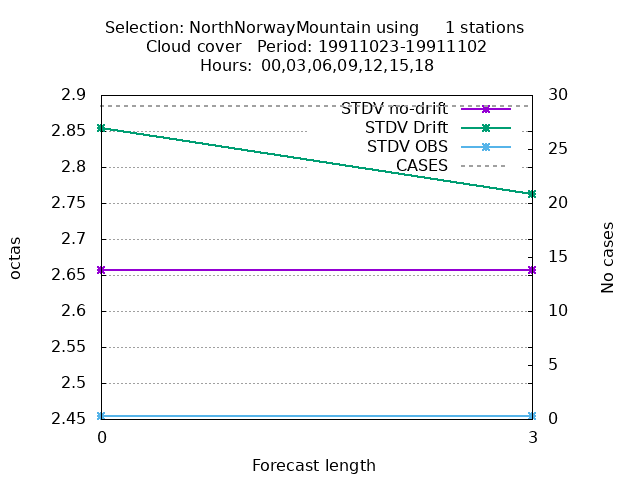 Selection: NorthNorwayMountain using 1 stations
Cloud cover Period: 19911023-19911102
Hours: 00,03,06,09,12,15,18
2.9
2.85
2.8
2.75
2.7
2.65
2.6
2.55
2.5
2.45
30
25
20
15
10
5
0
STDV no-drift
STDV Drift
STDV OBS
CASES
octas
No cases
0
3
Forecast length